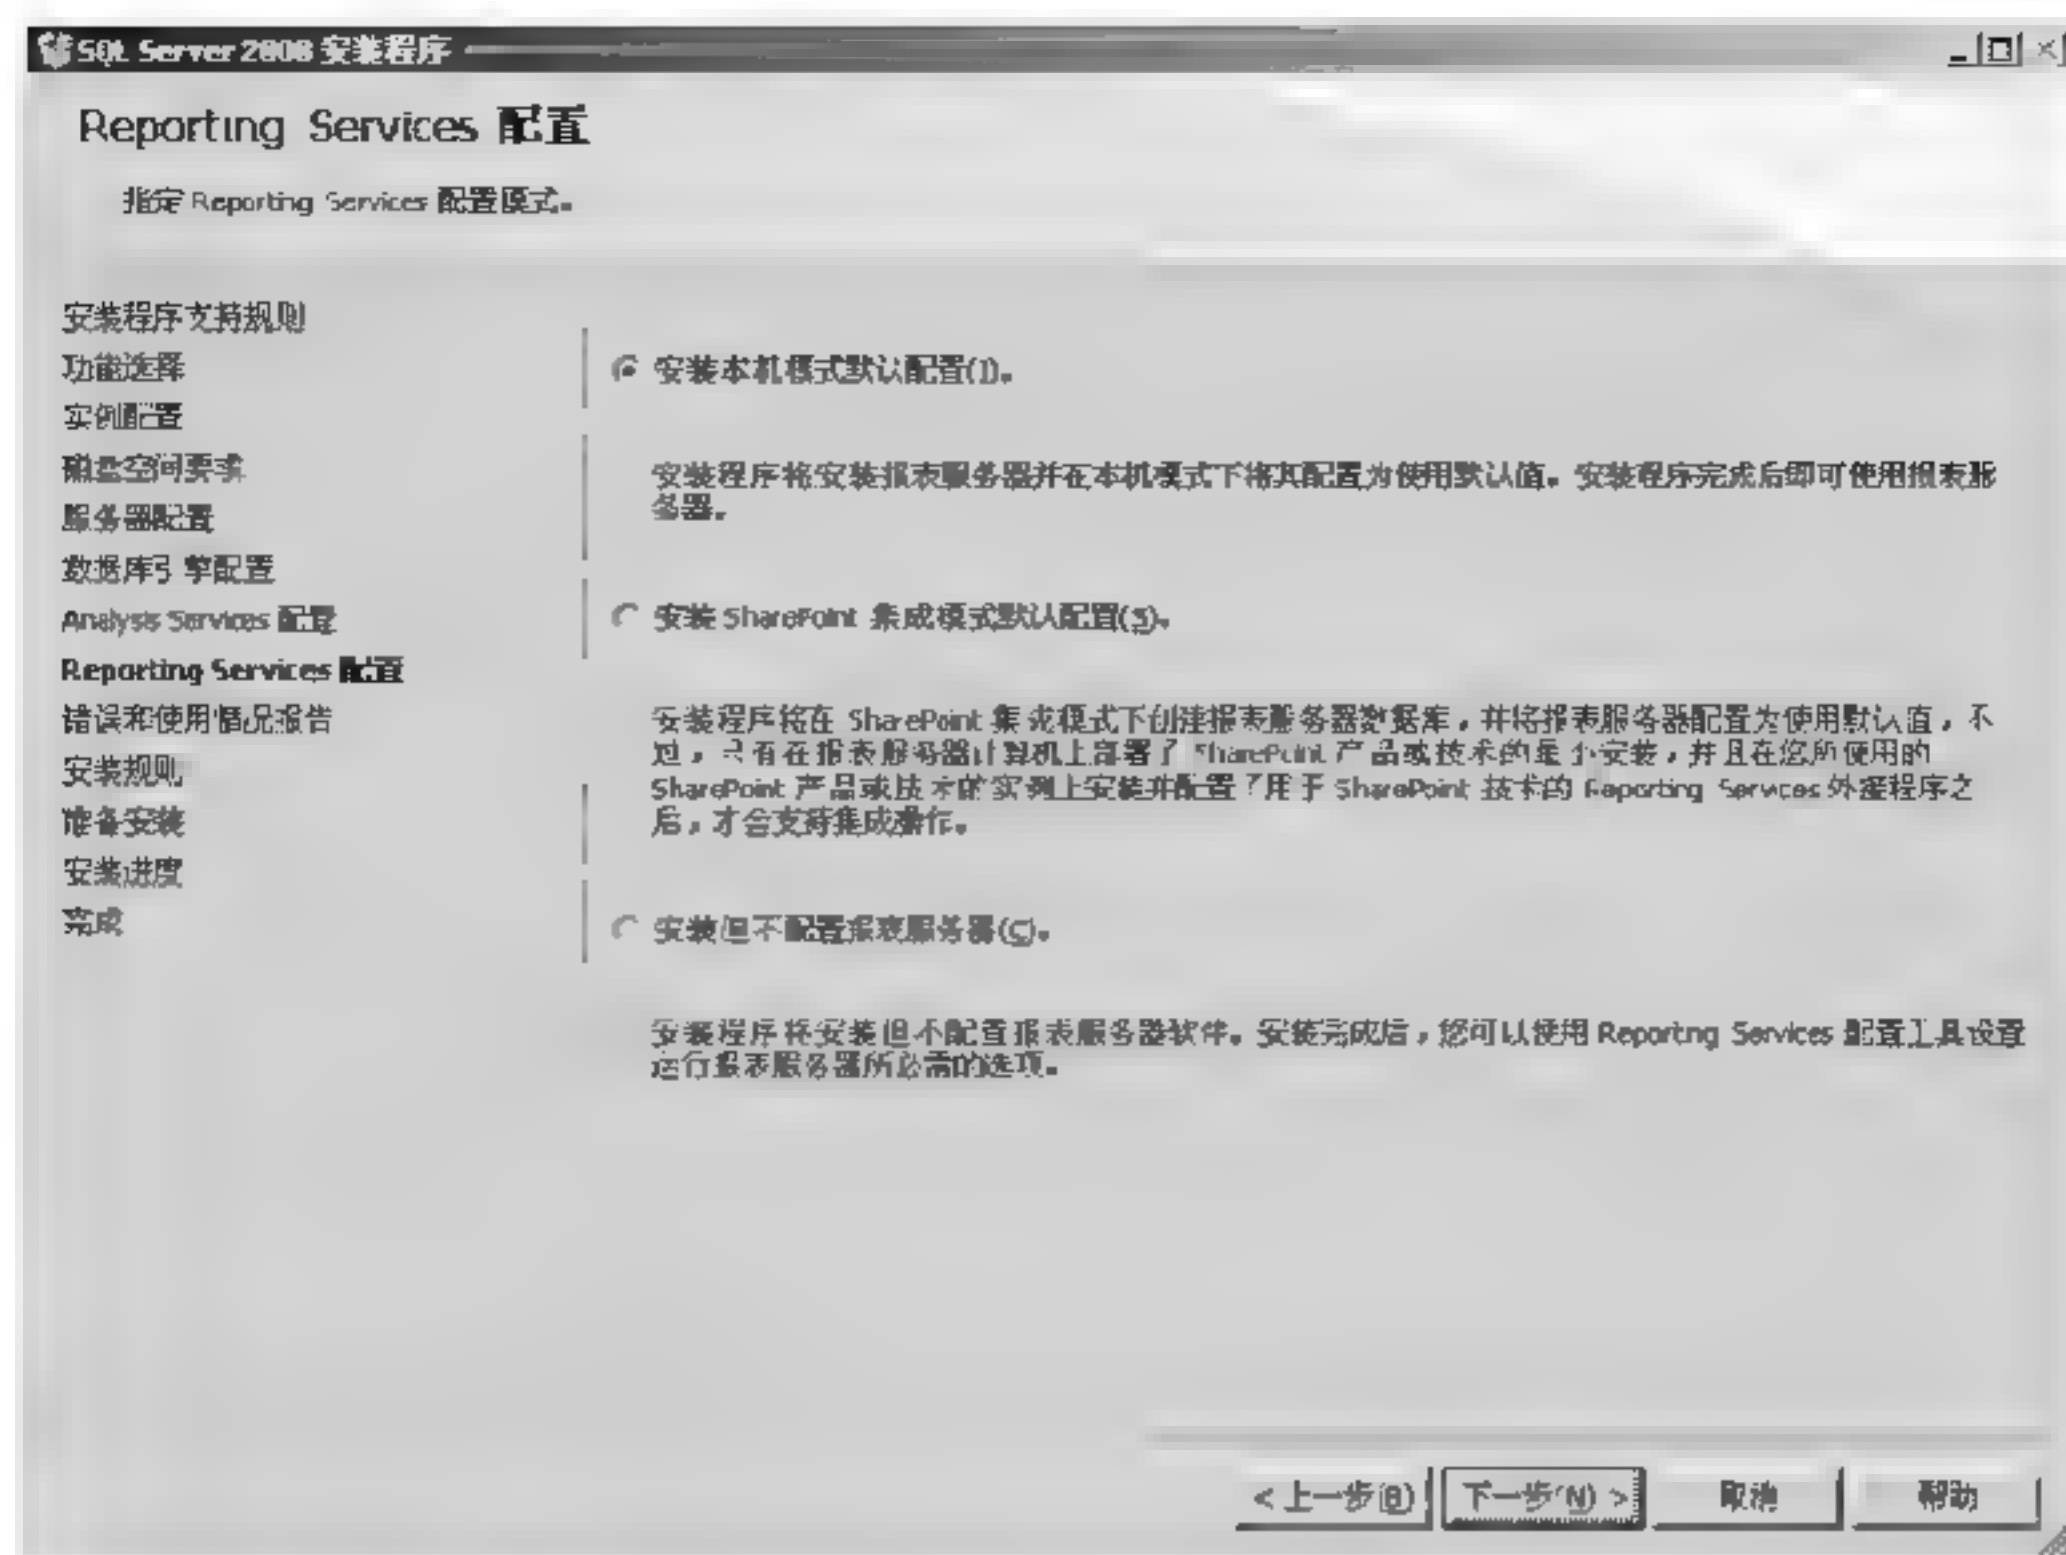 SQL Server 2008 安装程序
Reporting Services 配置
指定 Reporting Services 配置模式。
安装程序支持规则
功能选择
实例配置
磁盘空间要求
服务器配置
数据库引擎配置
Analysis Services 配置
Reporting Services 配置
错误和使用情况报告
安装规则
准备安装
安装进度
完成
安装本机模式默认配置(I)。
安装程序将安装报表服务器并在本机模式下将其配置为使用默认值。安装程序完成后即可使用报表服
务器。
安装 SharePoint 集成模式默认配置(S)。
安装程序将在 SharePoint 集成模式下创建报表服务器数据库，并将报表服务器配置为使用默认值，不
过，只有在报表服务器计算机上部署了 SharePoint 产品或技术的最小安装，并且在您所使用的
SharePoint 产品或技术的实例上安装并配置了用于 SharePoint 技术的 Reporting Services 外接程序之
后，才会支持集成操作。
安装但不配置报表服务器(C)。
安装程序将安装但不配置报表服务器软件。安装完成后，您可以使用 Reporting Services 配置工具设置
运行报表服务器所必需的选项。
< 上一步(B) 下一步(N) > 取消 帮助